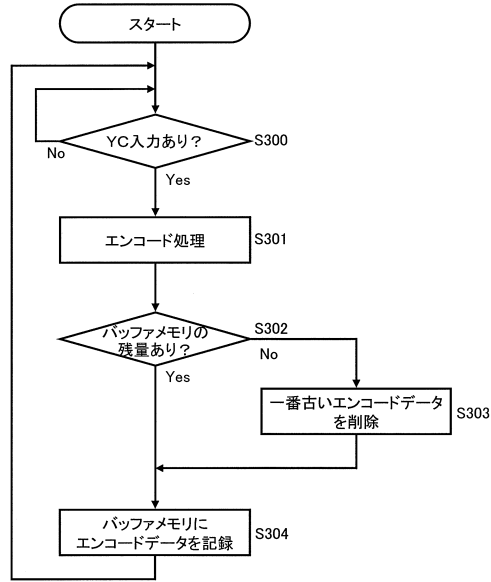 スタート
YC入力あり？
S300
No
Yes
エンコード処理
S301
バッファメモリの
残量あり？
S302
No
Yes
一番古いエンコードデータ
を削除
S303
バッファメモリに
エンコードデータを記録
S304